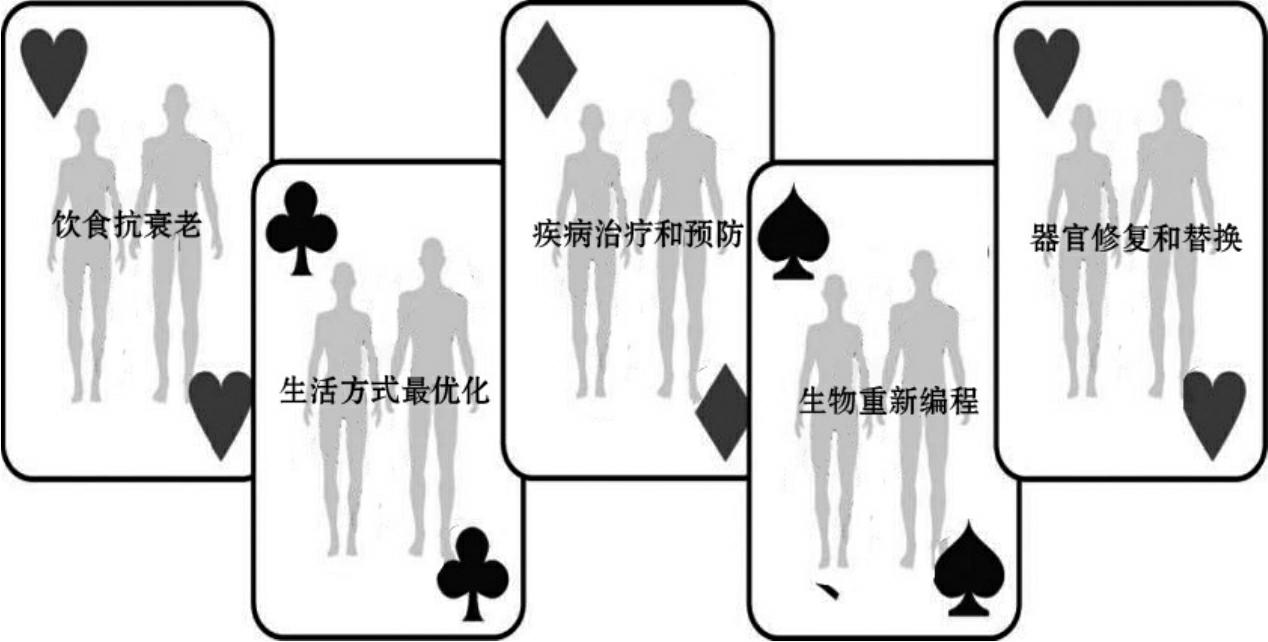 饮食抗衰老
生活方式最优化
疾病治疗和预防
生物重新编程
器官修复和替换